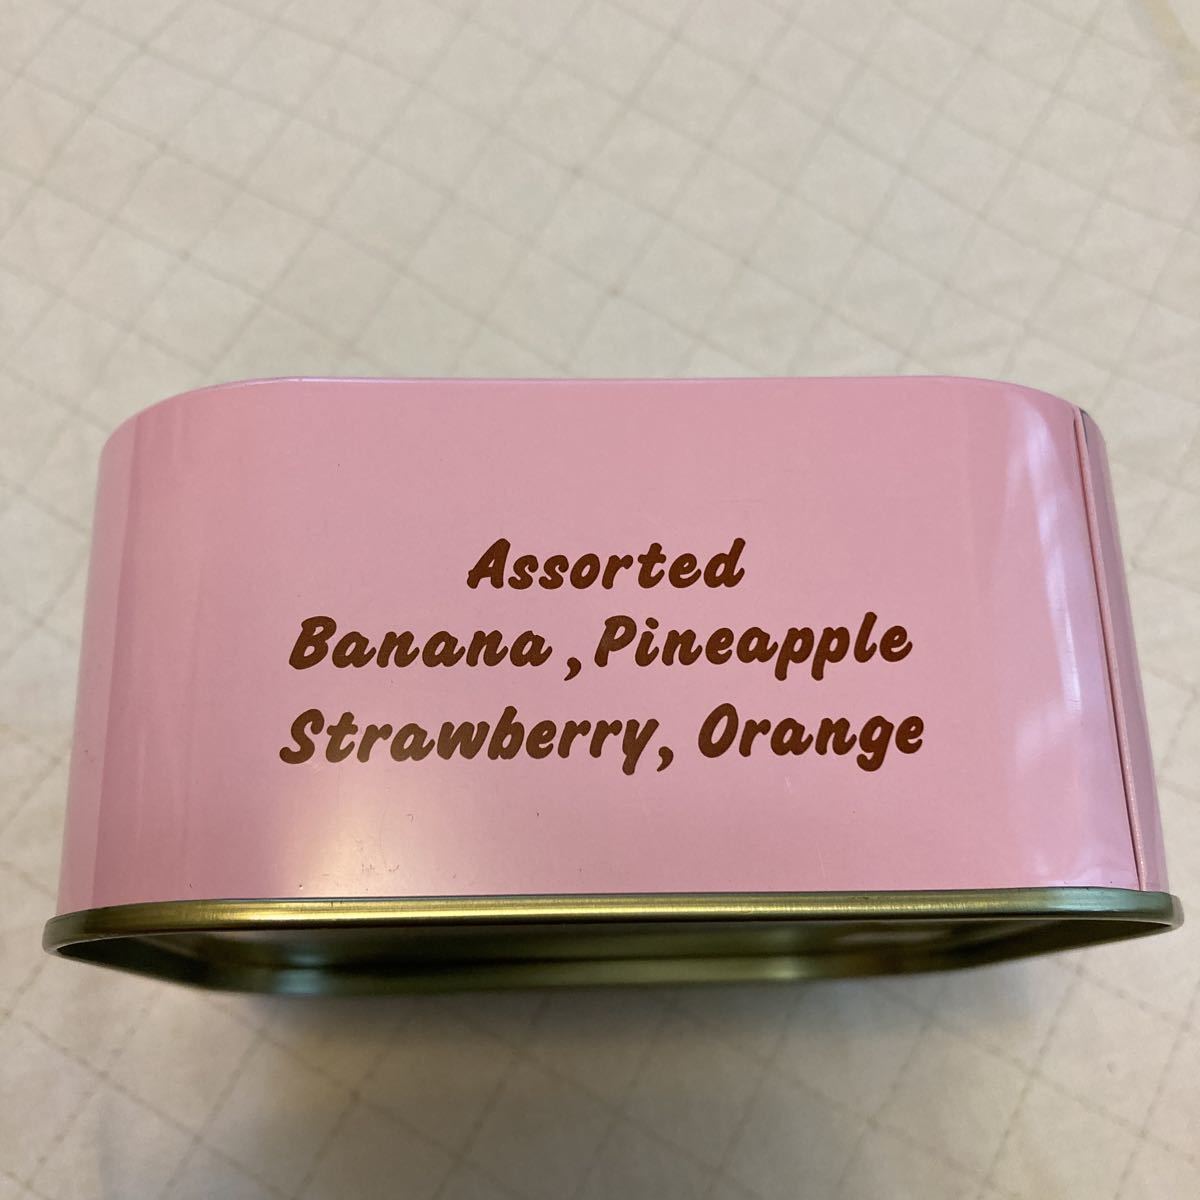 Assorted
Banana, Pineapple
Strawberry, Orange